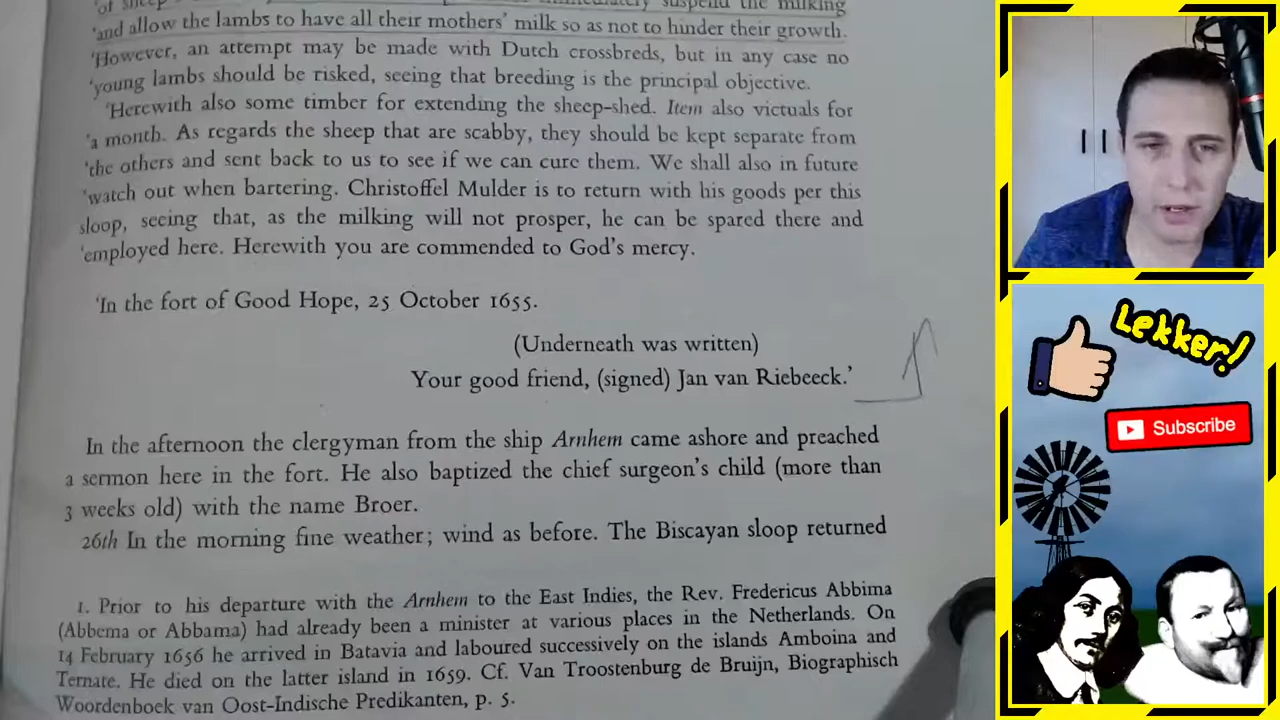 'of sheep suspend the milking
'and allow the lambs to have all their mothers' milk so as not to hinder their growth.
'However, an attempt may be made with Dutch crossbreds, but in any case no
'young lambs should be risked, seeing that breeding is the principal objective.
'Herewith also some timber for extending the sheep-shed. Item also victuals for
'a month. As regards the sheep that are scabby, they should be kept separate from
'the others and sent back to us to see if we can cure them. We shall also in future
'watch out when bartering. Christoffel Mulder is to return with his goods per this
sloop, seeing that, as the milking will not prosper, he can be spared there and
'employed here. Herewith you are commended to God's mercy.
'In the fort of Good Hope, 25 October 1655.
(Underneath was written)
Your good friend, (signed) Jan van Riebeeck.'
In the afternoon the clergyman from the ship Arnhem came ashore and preached
a sermon here in the fort. He also baptized the chief surgeon's child (more than
3 weeks old) with the name Broer.
26th In the morning fine weather; wind as before. The Biscayan sloop returned
1. Prior to his departure with the Arnhem to the East Indies, the Rev. Fredericus Abbima
(Abbema or Abbama) had already been a minister at various places in the Netherlands. On
14 February 1656 he arrived in Batavia and laboured successively on the islands Amboina and
Ternate. He died on the latter island in 1659. Cf. Van Troostenburg de Bruijn, Biographisch
Woordenboek van Oost-Indische Predikanten, p. 5.
Lekker!
Subscribe